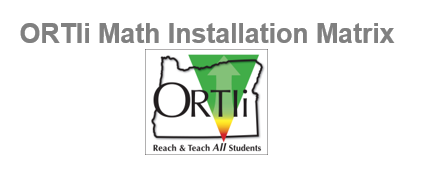 ORTIi Math Installation Matrix
ORTIi
Reach & Teach All Students